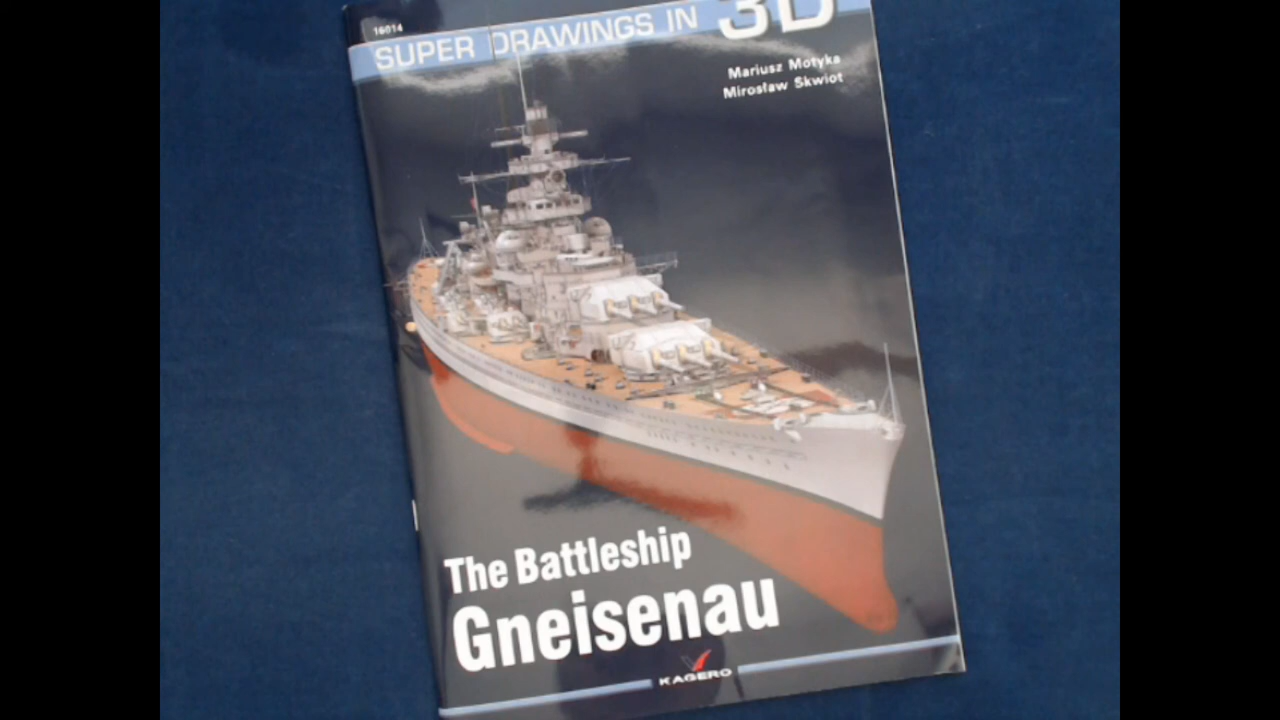 16014
SUPER DRAWINGS IN 3D
Mariusz Motyka
Mirosław Skwiot
The Battleship
Gneisenau
KAGERO